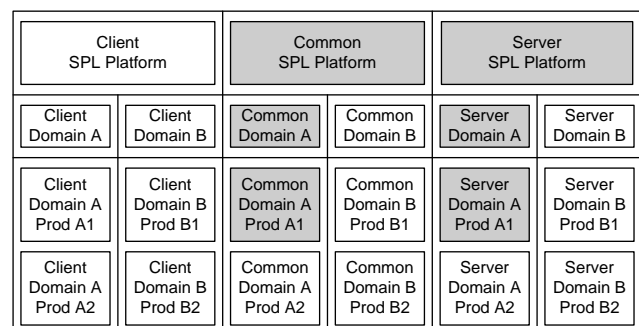 Client
SPL Platform
Common
SPL Platform
Server
SPL Platform
Client
Domain A
Client
Domain B
Common
Domain A
Common
Domain B
Server
Domain A
Server
Domain B
Client
Domain A
Prod A1
Client
Domain B
Prod B1
Common
Domain A
Prod A1
Common
Domain B
Prod B1
Server
Domain A
Prod A1
Server
Domain B
Prod B1
Client
Domain A
Prod A2
Client
Domain B
Prod B2
Common
Domain A
Prod A2
Common
Domain B
Prod B2
Server
Domain A
Prod A2
Server
Domain B
Prod B2